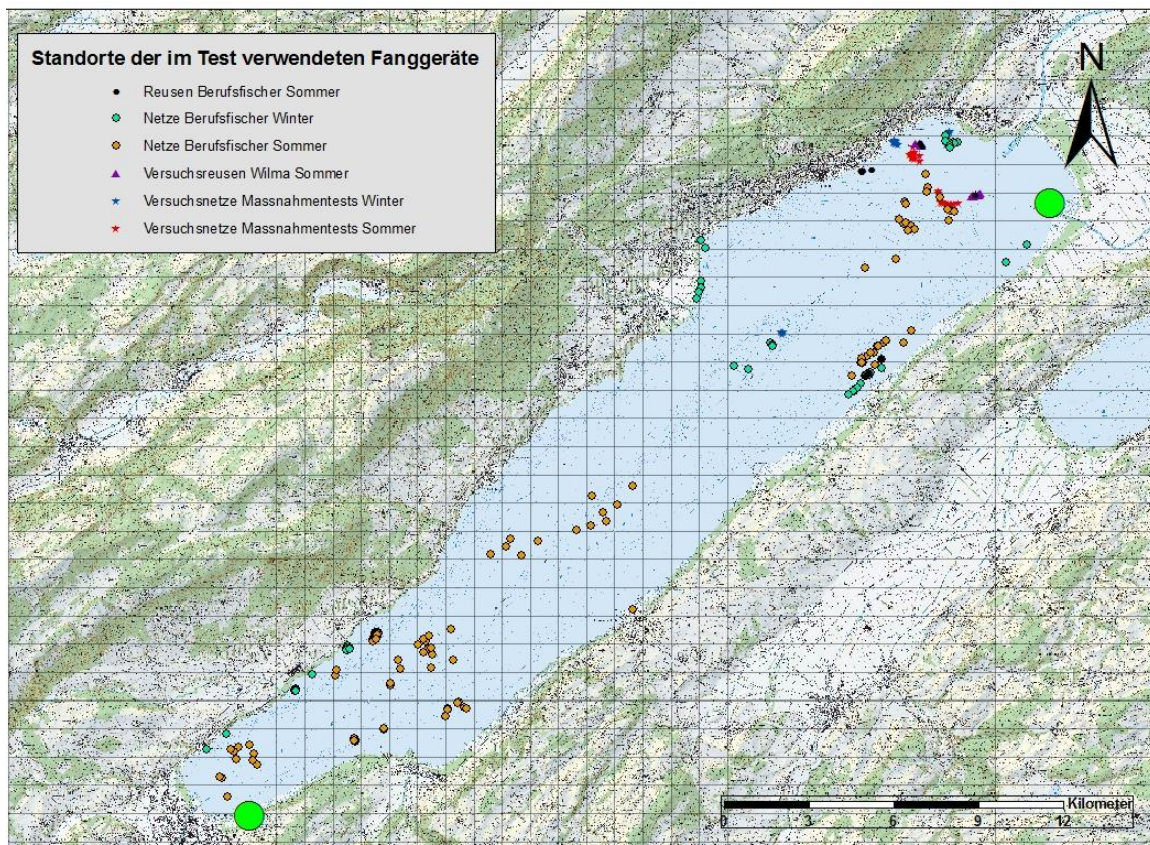 Standorte der im Test verwendeten Fanggeräte
Reusen Berufsfischer Sommer
Netze Berufsfischer Winter
Netze Berufsfischer Sommer
Versuchsreusen Wilma Sommer
Versuchsnetze Massnahmentests Winter
Versuchsnetze Massnahmentests Sommer
N
Kilometer
0 3 6 9 12